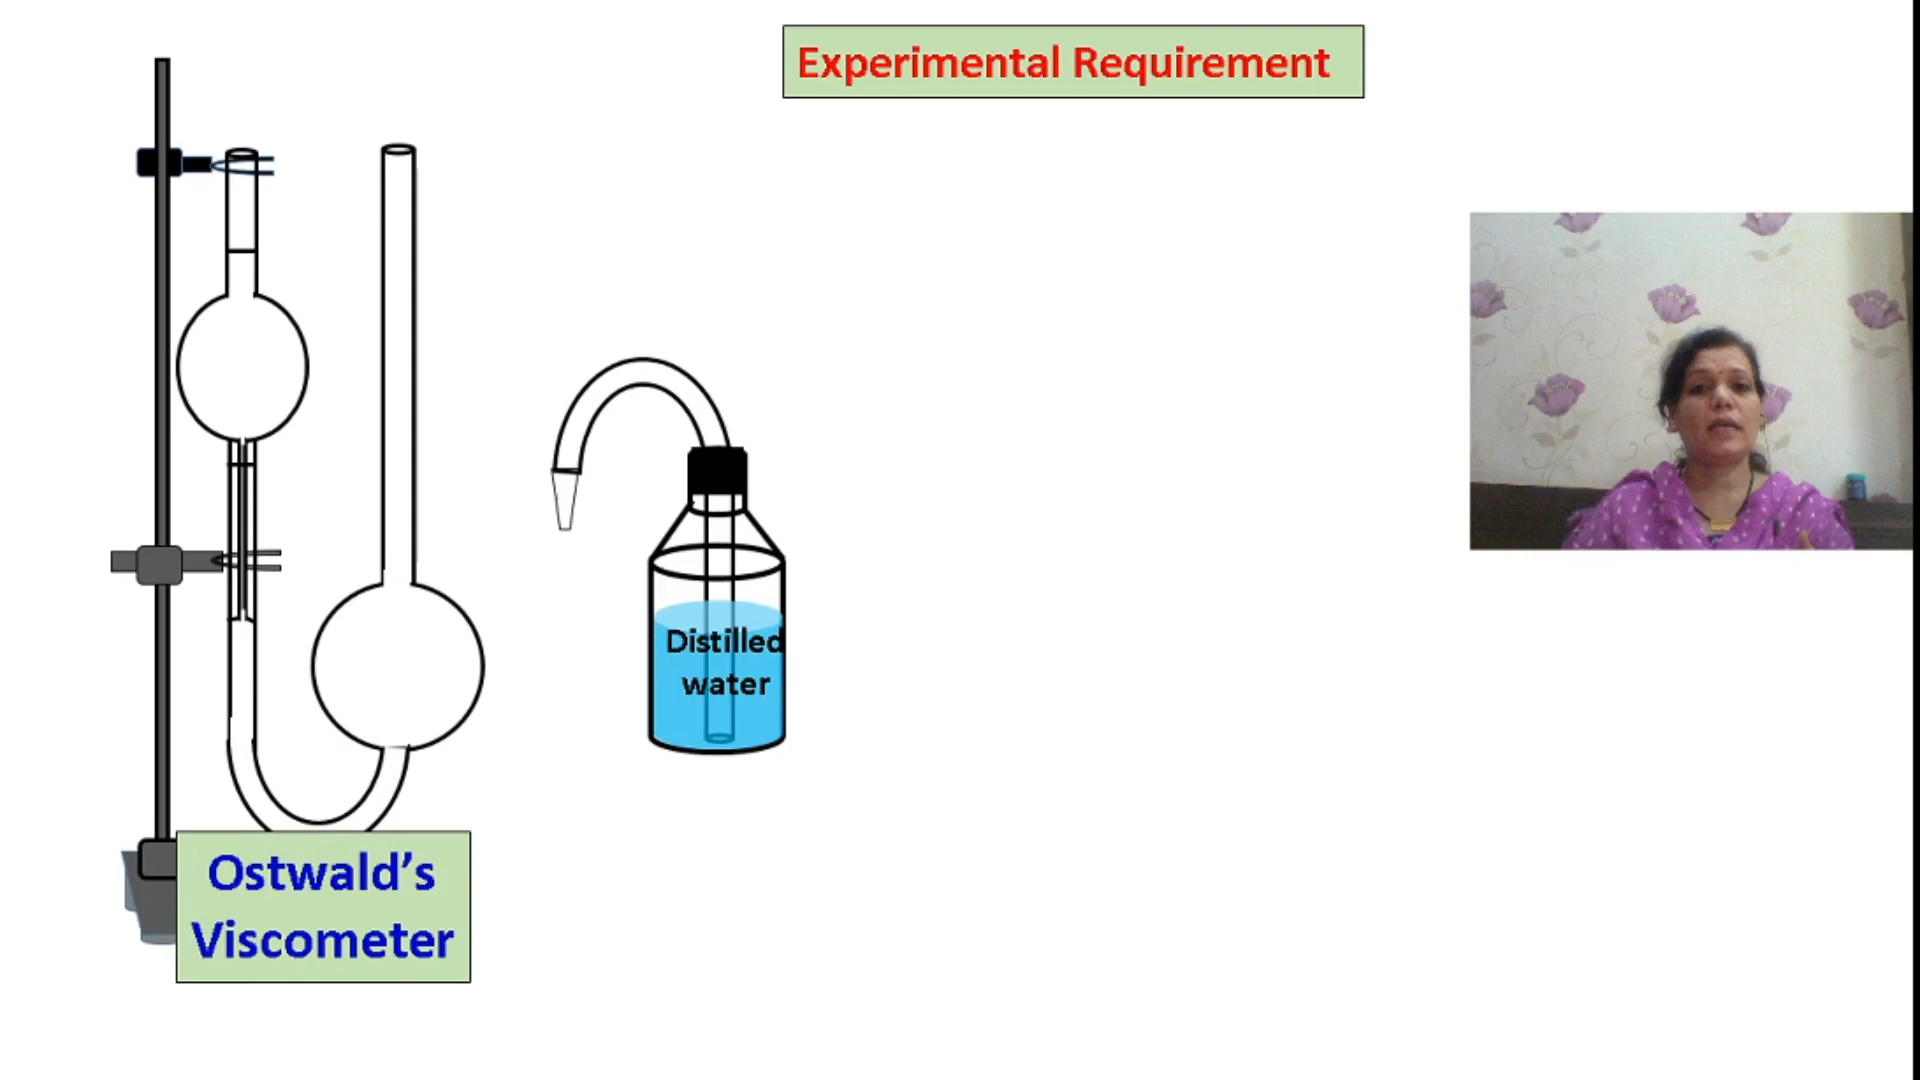 Experimental Requirement
Distilled
water
Ostwald’s
Viscometer